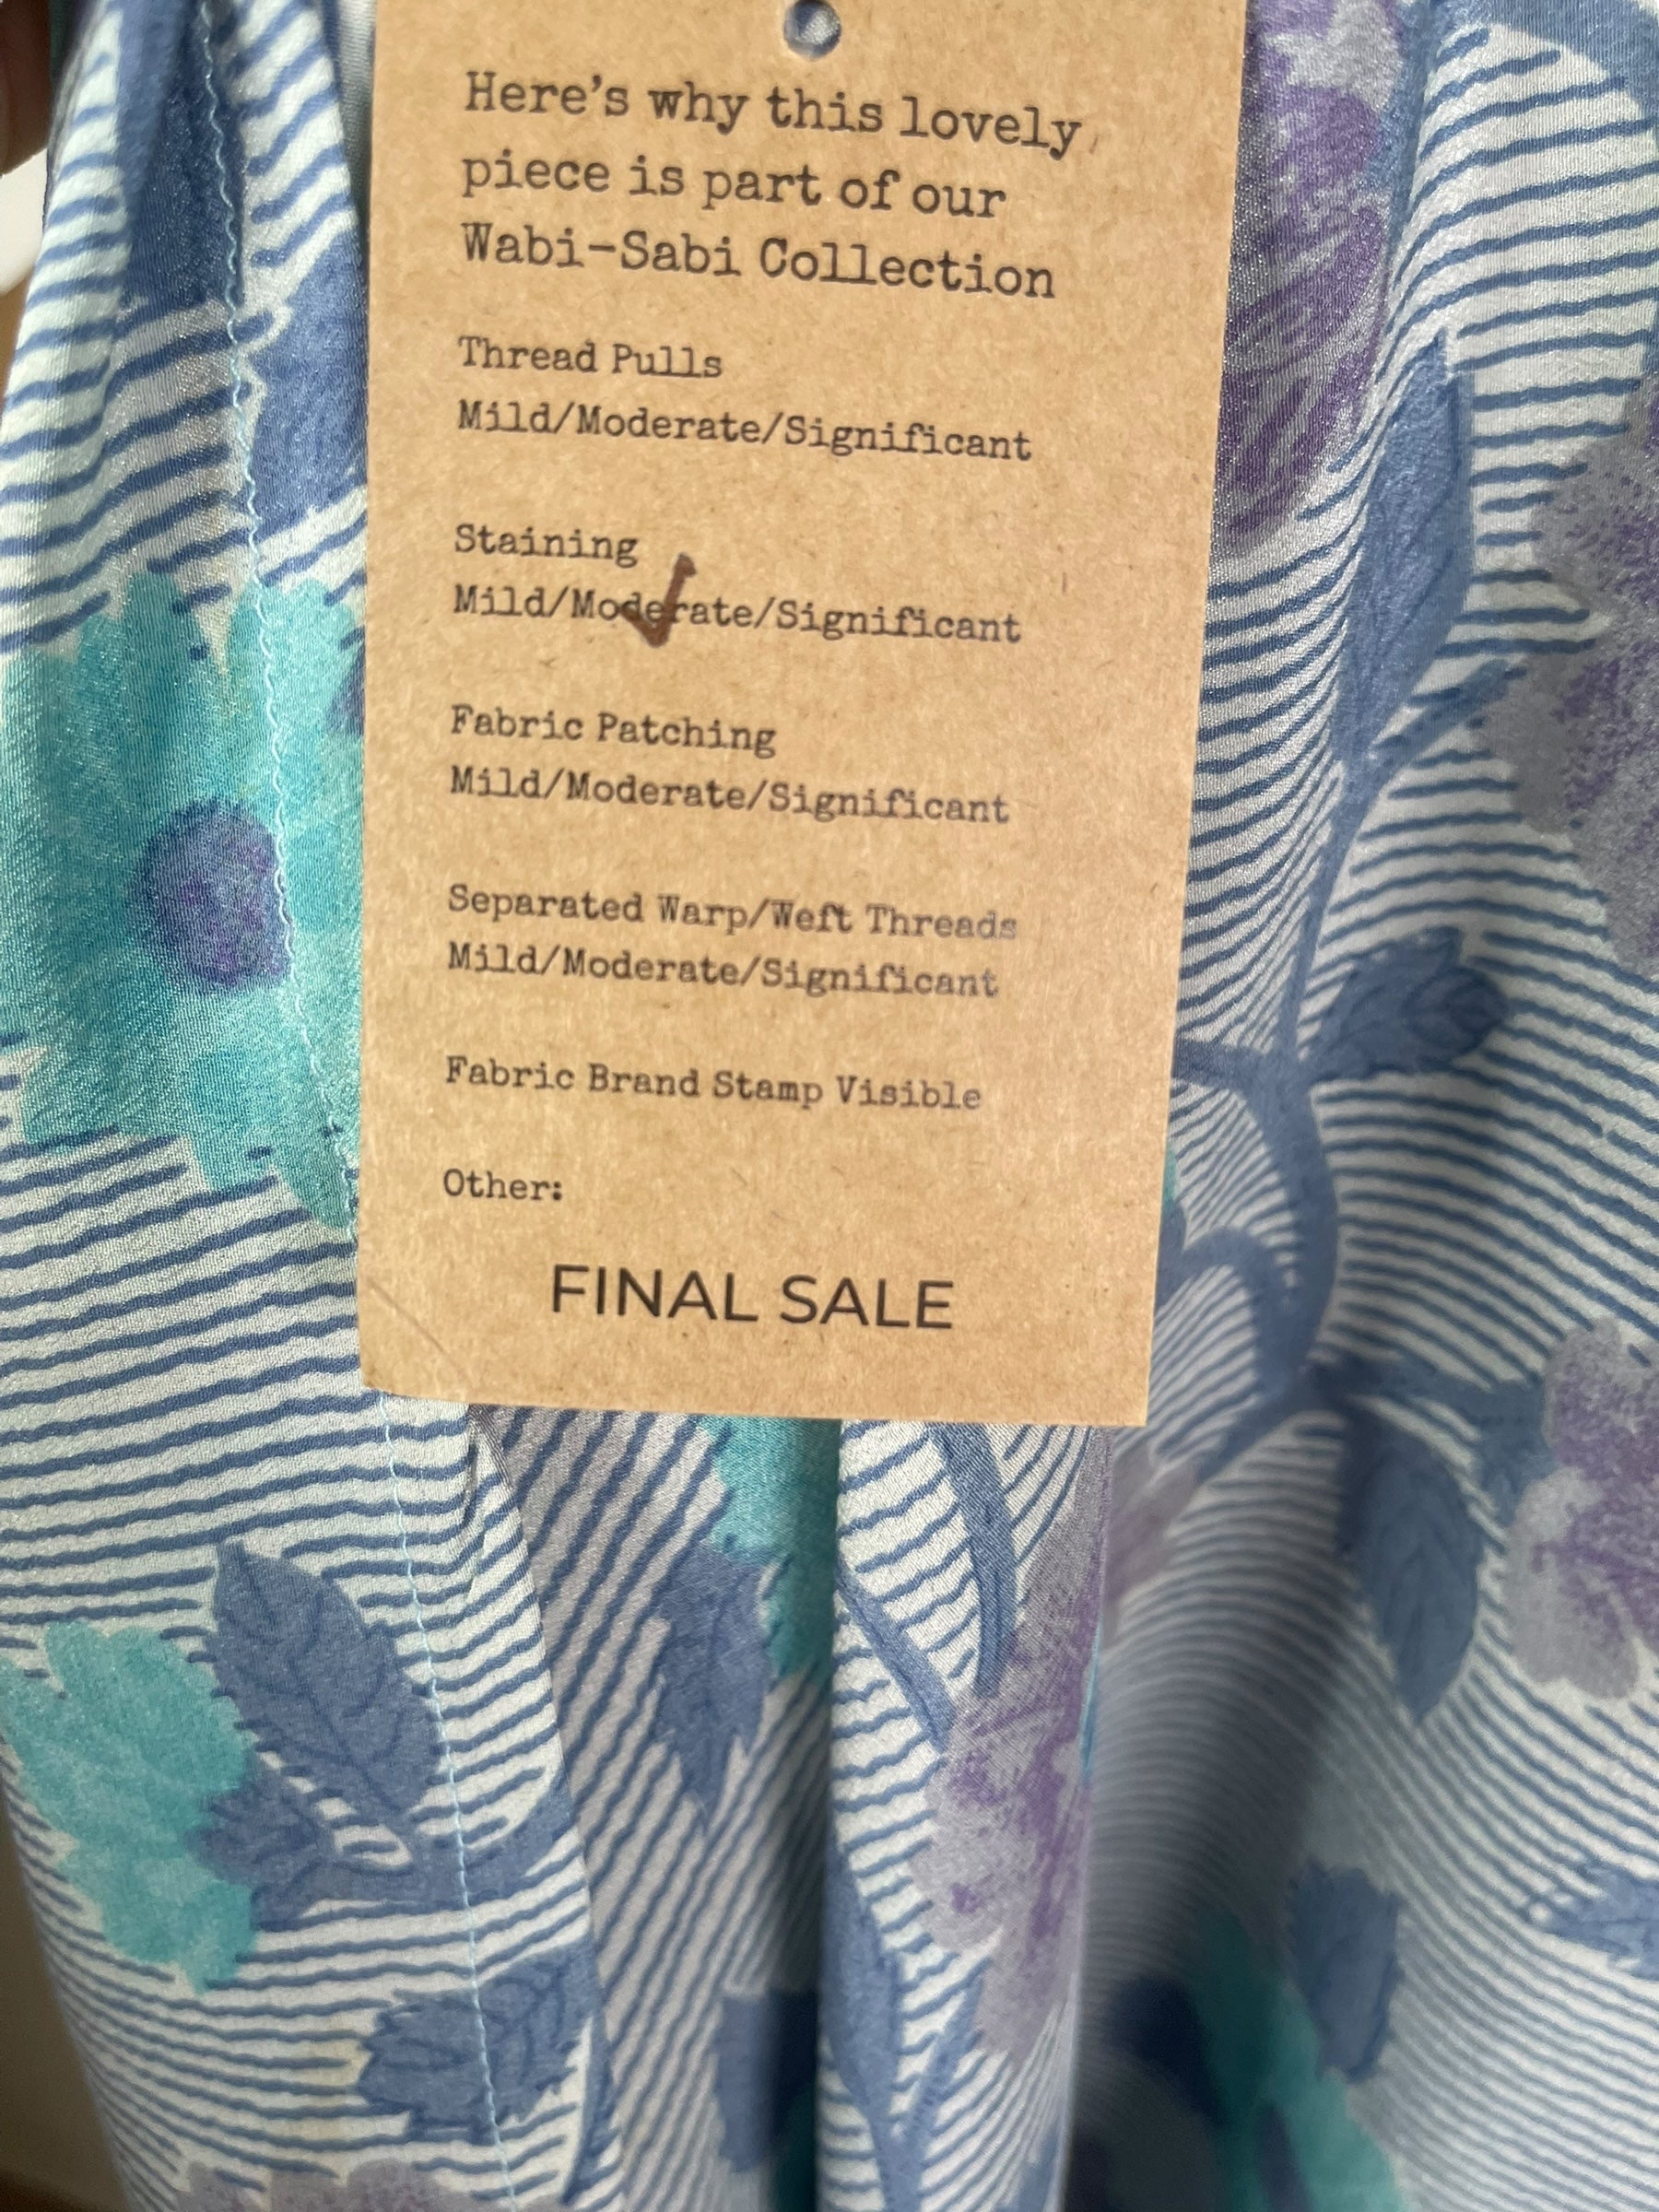 Here's why this lovely
piece is part of our
Wabi-Sabi Collection
Thread Pulls
Mild/Moderate/Significant
Staining
Mild/Moderate/Significant
Fabric Patching
Mild/Moderate/Significant
Separated Warp/Weft Threads
Mild/Moderate/Significant
Fabric Brand Stamp Visible
Other:
FINAL SALE